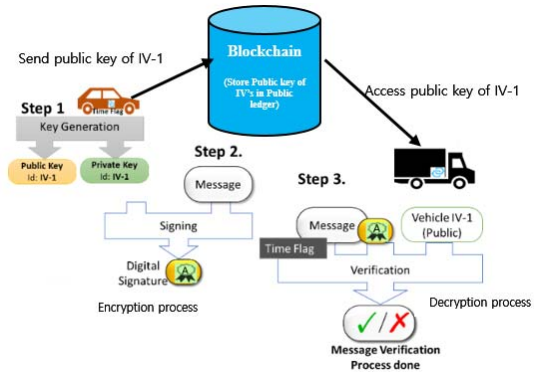 Send public key of IV-1
Blockchain
(Store Public key of
IV's in Public
ledger)
Access public key of IV-1
Time Flag
Step 1
Key Generation
Public Key
Id: IV-1
Private Key
Id: IV-1
Step 2.
Message
Signing
Digital
Signature
A
Encryption process
Step 3.
Message
A
Time Flag
Vehicle IV-1
(Public)
Verification
Decryption process
✓/✗
Message Verification
Process done